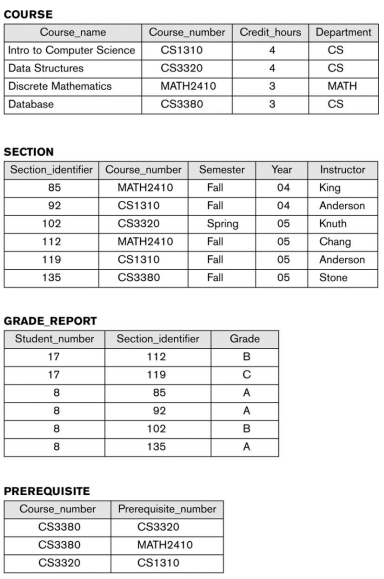 COURSE
Course_name Course_number Credit_hours Department
Intro to Computer Science CS1310 4 CS
Data Structures CS3320 4 CS
Discrete Mathematics MATH2410 3 MATH
Database CS3380 3 CS
SECTION
Section_identifier Course_number Semester Year Instructor
85 MATH2410 Fall 04 King
92 CS1310 Fall 04 Anderson
102 CS3320 Spring 05 Knuth
112 MATH2410 Fall 05 Chang
119 CS1310 Fall 05 Anderson
135 CS3380 Fall 05 Stone
GRADE_REPORT
Student_number Section_identifier Grade
17 112 B
17 119 C
8 85 A
8 92 A
8 102 B
8 135 A
PREREQUISITE
Course_number Prerequisite_number
CS3380 CS3320
CS3380 MATH2410
CS3320 CS1310